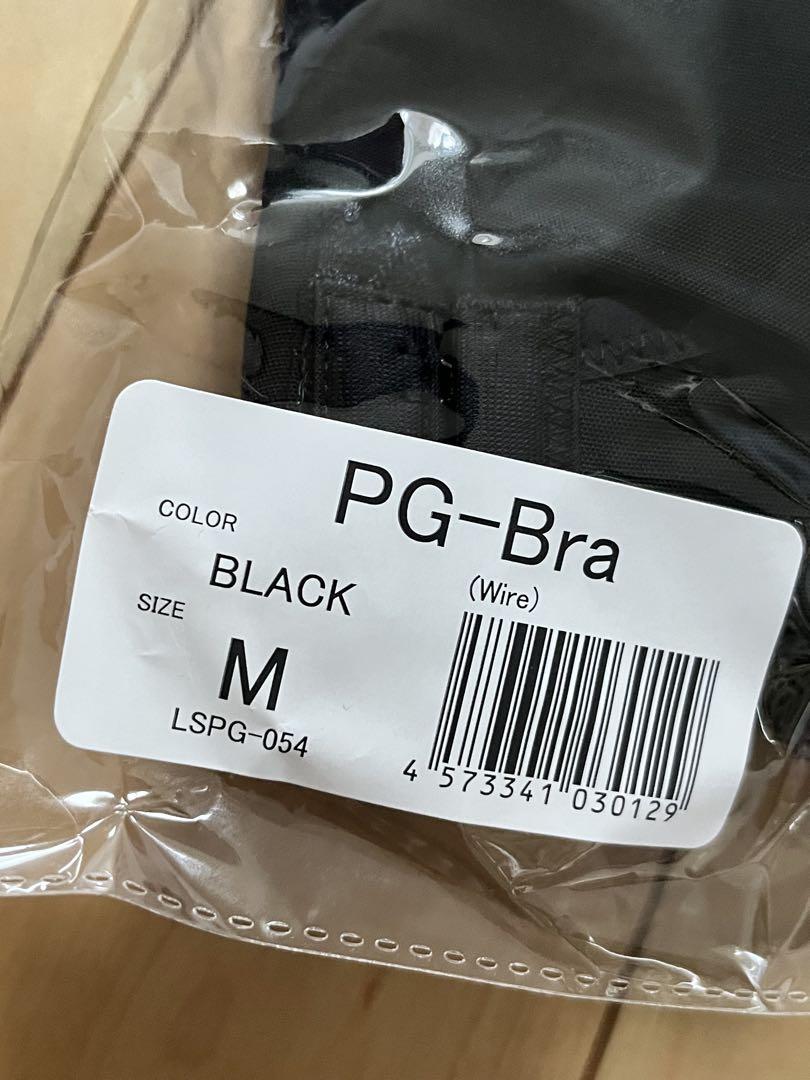 PG-Bra
(Wire)
COLOR
BLACK
SIZE
M
LSPG-054
4 573341 030129